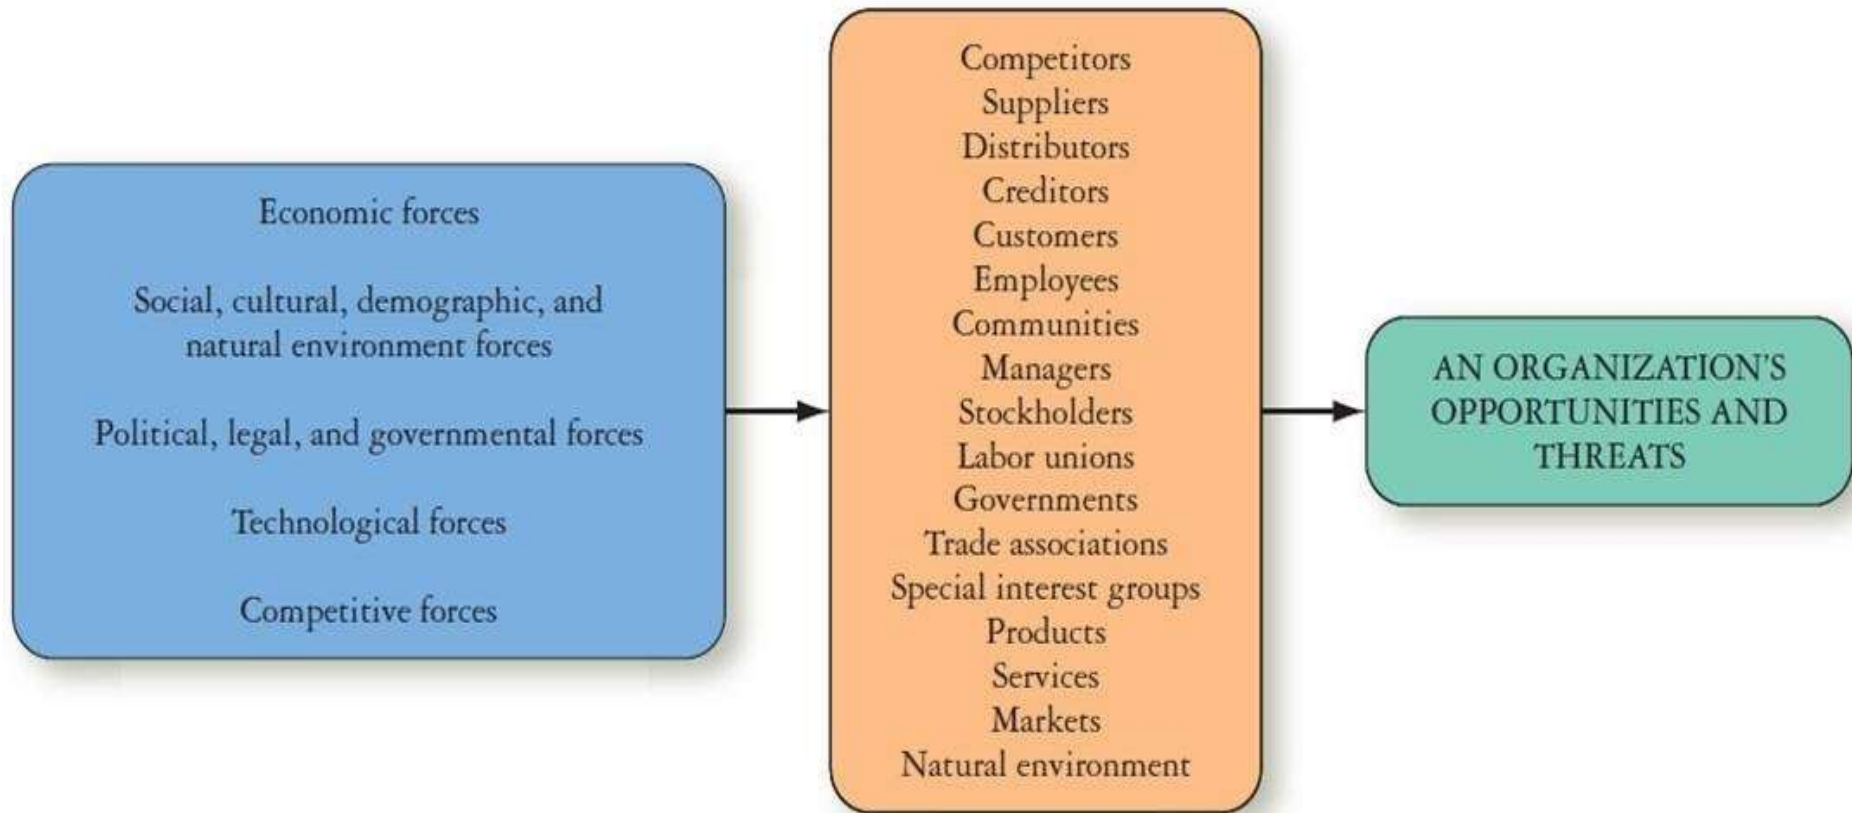 Economic forces
Social, cultural, demographic, and
natural environment forces
Political, legal, and governmental forces
Technological forces
Competitive forces
Competitors
Suppliers
Distributors
Creditors
Customers
Employees
Communities
Managers
Stockholders
Labor unions
Governments
Trade associations
Special interest groups
Products
Services
Markets
Natural environment
AN ORGANIZATION'S
OPPORTUNITIES AND
THREATS